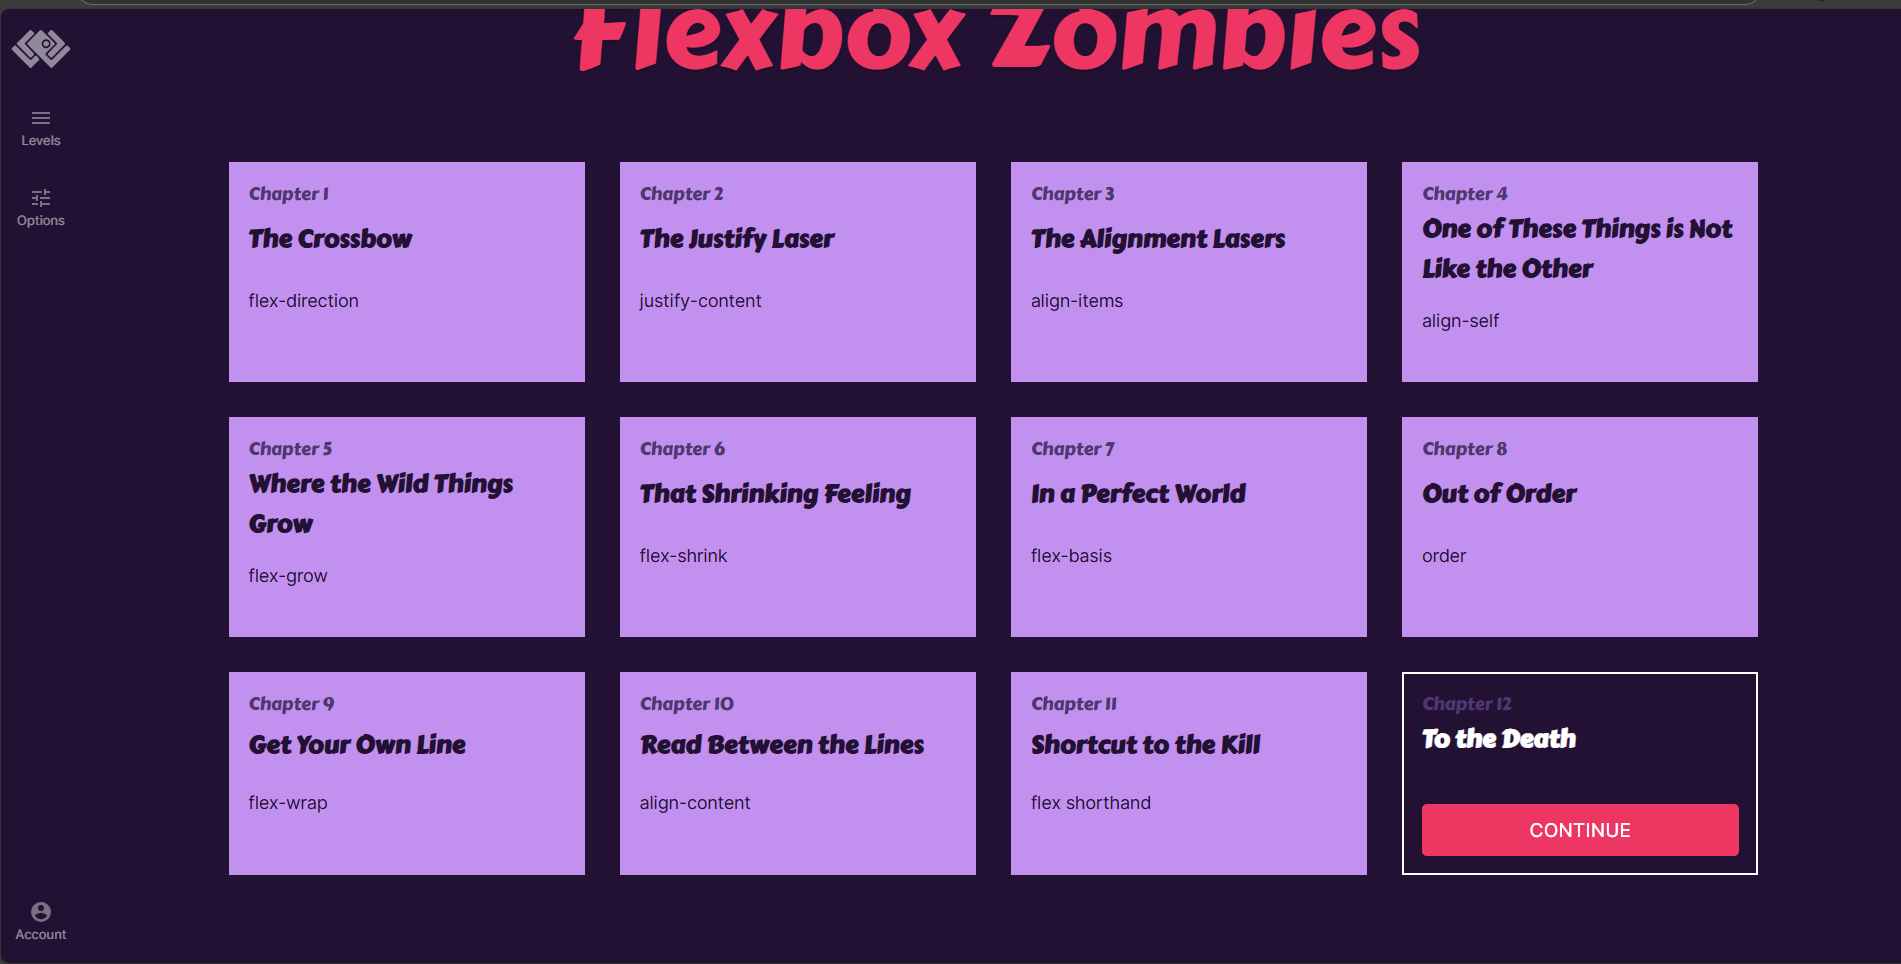 Flexbox Zombies
Levels
Options
Chapter 1
The Crossbow
flex-direction
Chapter 2
The Justify Laser
justify-content
Chapter 3
The Alignment Lasers
align-items
Chapter 4
One of These Things is Not
Like the Other
align-self
Chapter 5
Where the Wild Things
Grow
flex-grow
Chapter 6
That Shrinking Feeling
flex-shrink
Chapter 7
In a Perfect World
flex-basis
Chapter 8
Out of Order
order
Chapter 9
Get Your Own Line
flex-wrap
Chapter 10
Read Between the Lines
align-content
Chapter 11
Shortcut to the Kill
flex shorthand
Chapter 12
To the Death
CONTINUE
Account